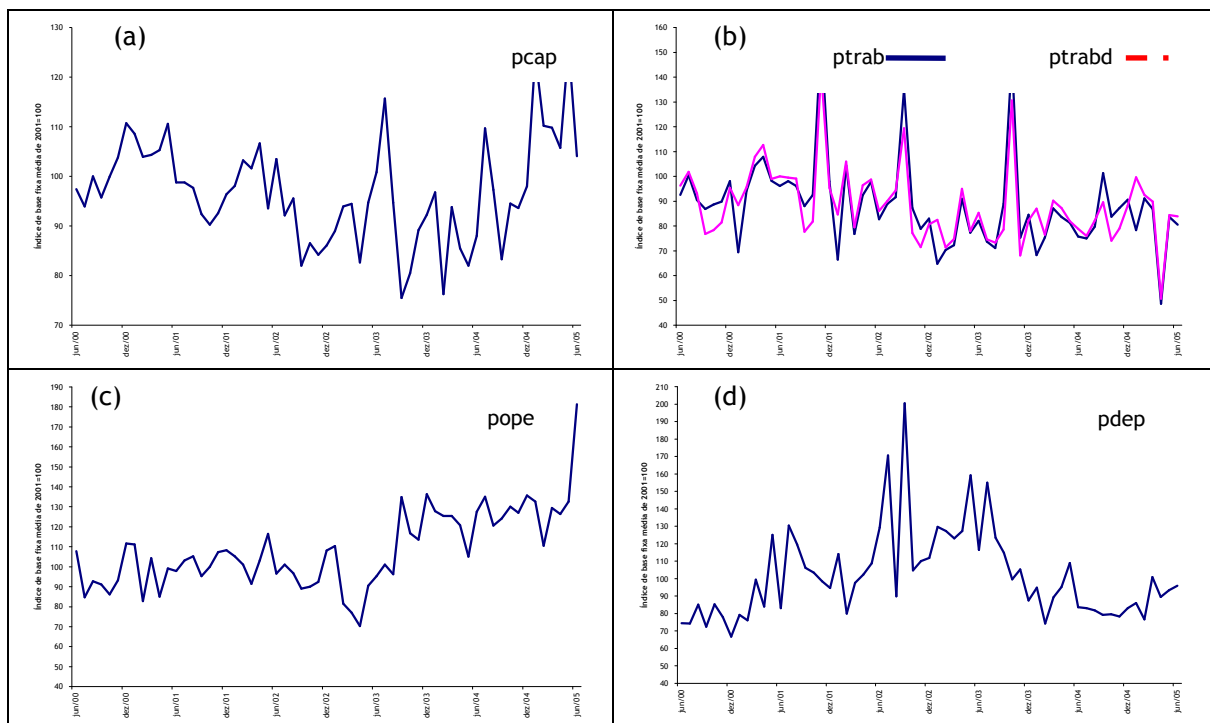 (a)
pcap
Índice de base fixa média de 2001=100
130
120
110
100
90
80
70
jun/00
dez/00
jun/01
dez/01
jun/02
dez/02
jun/03
dez/03
jun/04
dez/04
jun/05
(b)
ptrab
ptrabd
Índice de base fixa média de 2001=100
160
150
140
130
120
110
100
90
80
70
60
50
40
jun/00
dez/00
jun/01
dez/01
jun/02
dez/02
jun/03
dez/03
jun/04
dez/04
jun/05
(c)
pope
Índice de base fixa média de 2001=100
190
180
170
160
150
140
130
120
110
100
90
80
70
60
50
40
jun/00
dez/00
jun/01
dez/01
jun/02
dez/02
jun/03
dez/03
jun/04
dez/04
jun/05
(d)
pdep
Índice de base fixa média de 2001=100
210
200
190
180
170
160
150
140
130
120
110
100
90
80
70
60
50
40
jun/00
dez/00
jun/01
dez/01
jun/02
dez/02
jun/03
dez/03
jun/04
dez/04
jun/05